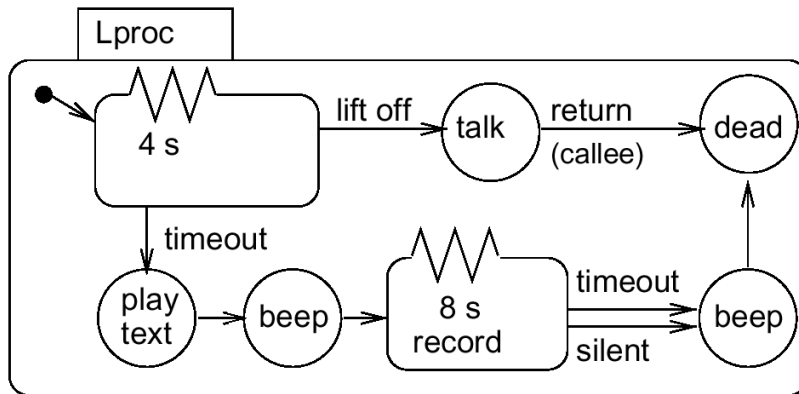 Lproc
lift off
talk
return
(callee)
dead
4 s
timeout
play
text
beep
8 s
record
timeout
silent
beep